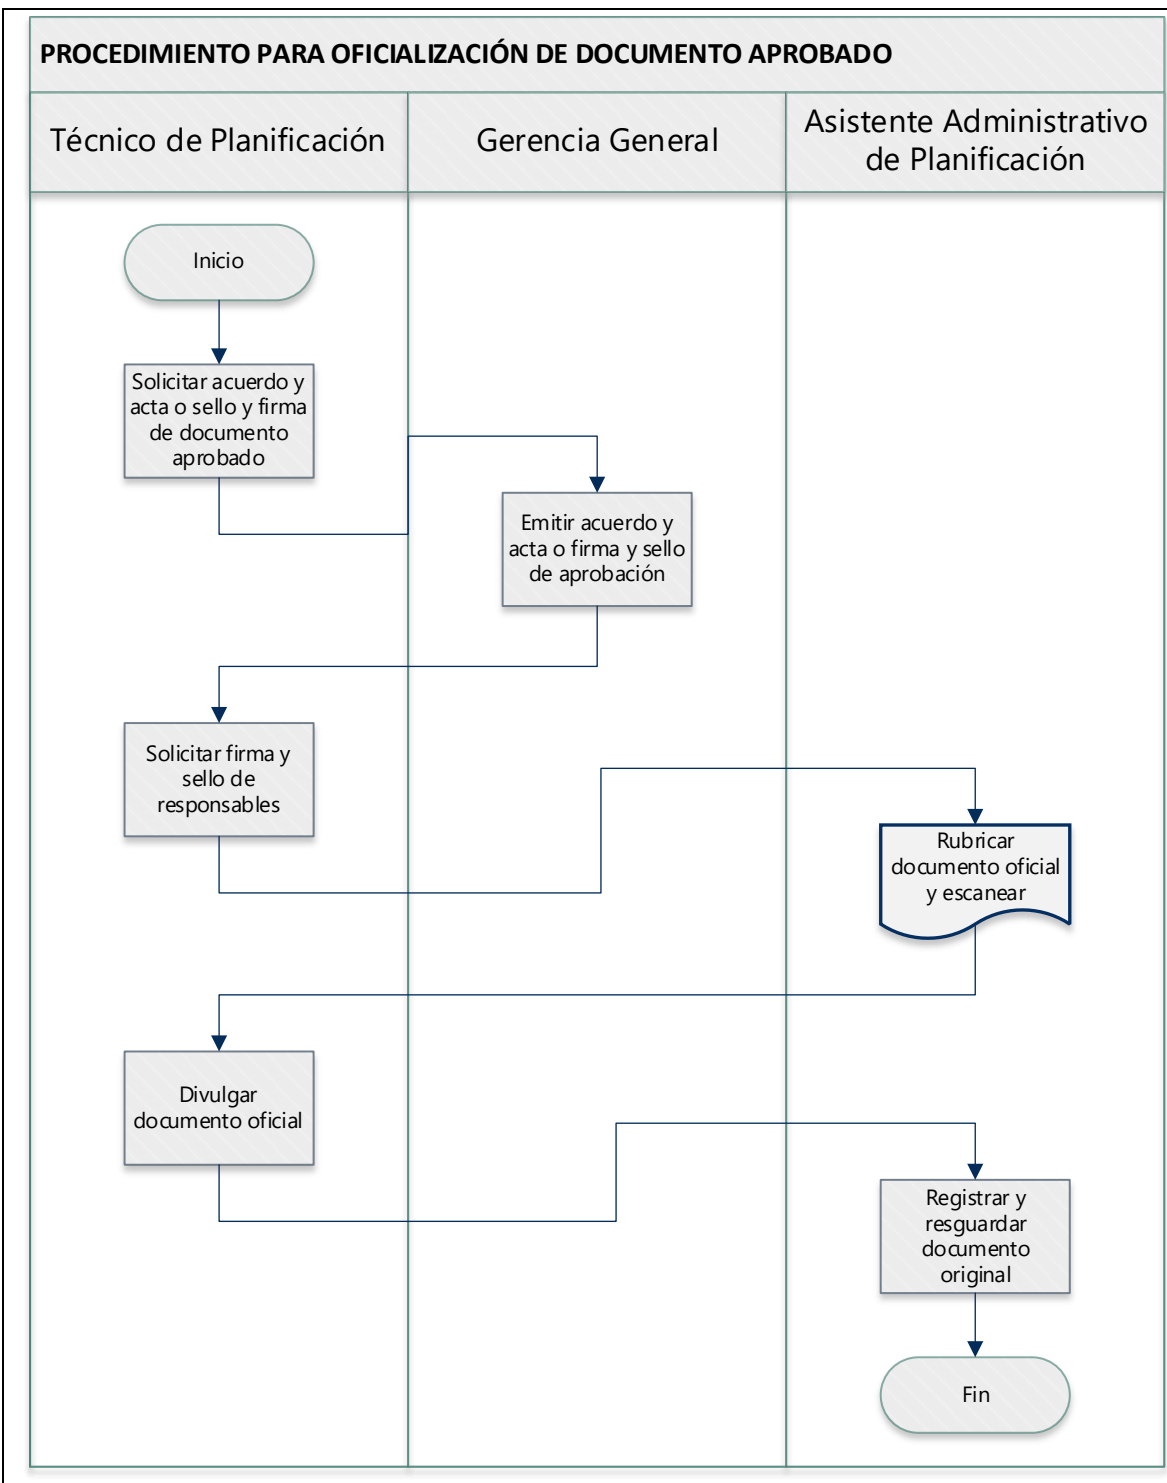 PROCEDIMIENTO PARA OFICIALIZACIÓN DE DOCUMENTO APROBADO
Técnico de Planificación
Gerencia General
Asistente Administrativo
de Planificación
Inicio
Solicitar acuerdo y
acta o sello y firma
de documento
aprobado
Emitir acuerdo y
acta o firma y sello
de aprobación
Solicitar firma y
sello de
responsables
Rubricar
documento oficial
y escanear
Divulgar
documento oficial
Registrar y
resguardar
documento
original
Fin